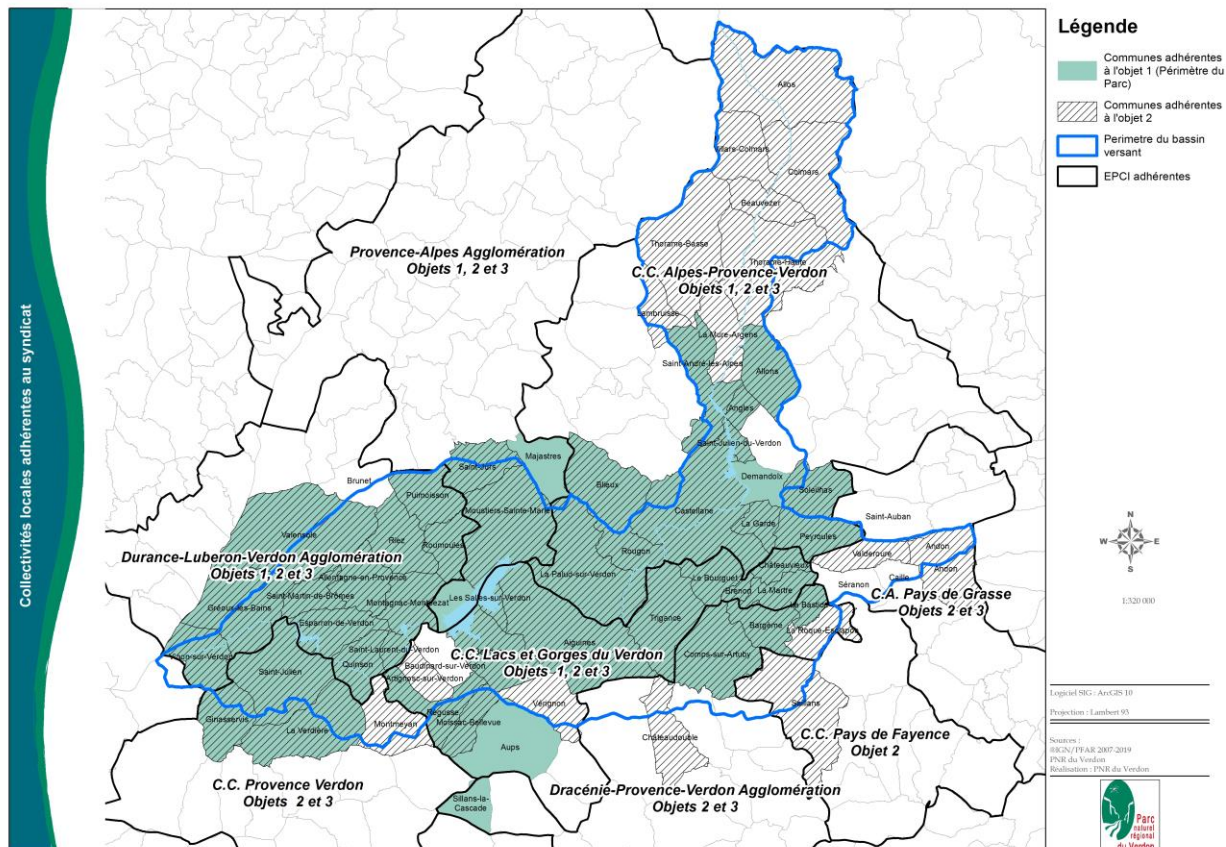 Collectivités locales adhérentes au syndicat
Allos
Colmars
Beauvezer
Thorame-Basse
Thorame-Haute
Provence-Alpes Agglomération
Objets 1, 2 et 3
C.C. Alpes-Provence-Verdon
Objets 1, 2 et 3
Lambruisse
La Mure-Argens
Saint-André-les-Alpes
Allons
Angles
Saint-Julien-du-Verdon
Saint-Jurs
Majastres
Brunet
Blieux
Demandolx
Soleilhas
Puimoisson
Moustiers-Sainte-Marie
Castellane
Saint-Auban
Valensole
La Garde
Riez
Roumoules
Rougon
Peyroules
Valderoure
Andon
Durance-Luberon-Verdon Agglomération
Objets 1, 2 et 3
Châteauvieux
Andon
Allemagne-en-Provence
La Palud-sur-Verdon
Le Bourguet
Séranon
Caille
Brenon
La Martre
C.A. Pays de Grasse
Objets 2 et 3
Saint-Martin-de-Brômes
Les Salles-sur-Verdon
Montagnac-Montpezat
La Bastide
Gréoux-les-Bains
Trigance
Bargème
Esparron-de-Verdon
La Roque-Esclapon
Aiguines
Comps-sur-Artuby
Saint-Laurent-du-Verdon
C.C. Lacs et Gorges du Verdon
Objets 1, 2 et 3
Vinon-sur-Verdon
Saint-Julien
Quinson
Baudinard-sur-Verdon
Artignosc-sur-Verdon
Vérignon
Seillans
Régusse
Ginasservis
Montmeyan
Moissac-Bellevue
La Verdière
Châteaudouble
C.C. Pays de Fayence
Objet 2
Aups
C.C. Provence Verdon
Objets 2 et 3
Dracénie-Provence-Verdon Agglomération
Objets 2 et 3
Sillans-la-
Cascade
Légende
Communes adhérentes
à l'objet 1 (Périmètre du
Parc)
Communes adhérentes
à l'objet 2
Perimetre du bassin
versant
EPCI adhérentes
N
W E
S
1:320 000
Logiciel SIG : ArcGIS 10
Projection : Lambert 93
Sources :
®IGN/PFAR 2007-2019
PNR du Verdon
Réalisation : PNR du Verdon
Parc
naturel
régional
du Verdon